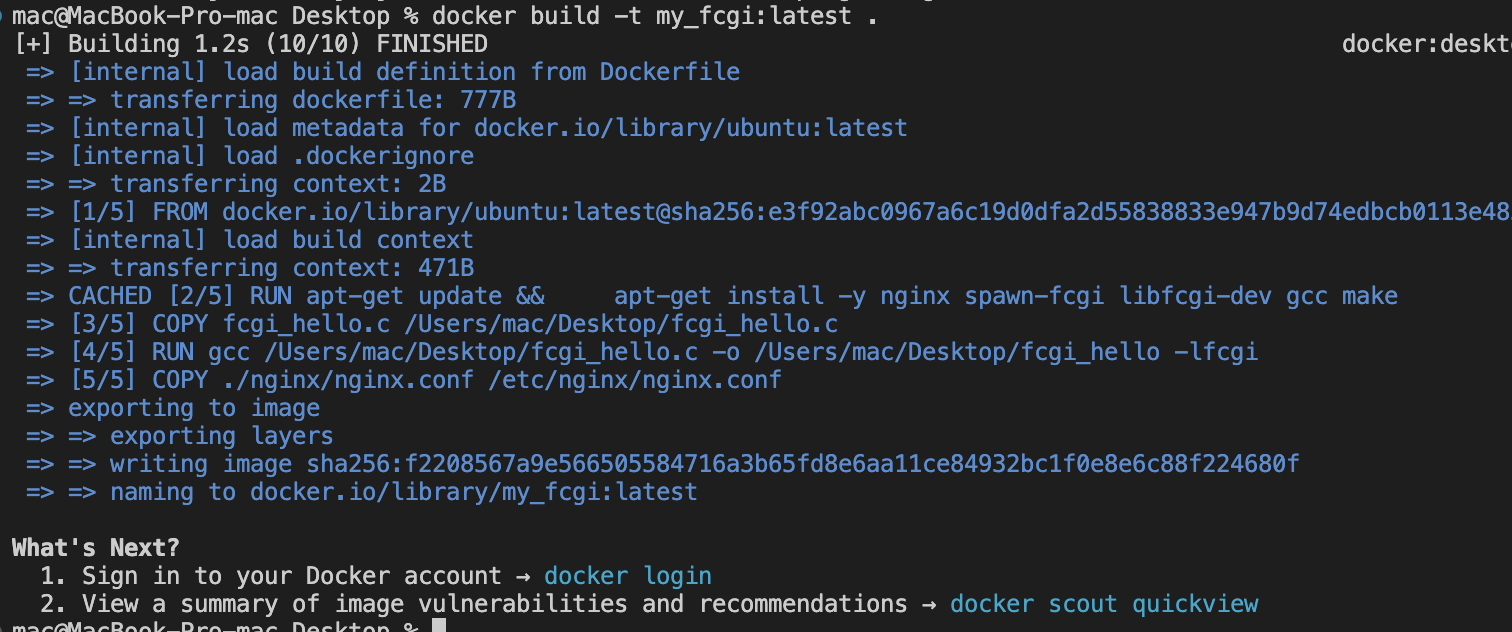 mac@MacBook-Pro-mac Desktop % docker build -t my_fcgi:latest .
[+] Building 1.2s (10/10) FINISHED docker:deskt
=> [internal] load build definition from Dockerfile
=> => transferring dockerfile: 777B
=> [internal] load metadata for docker.io/library/ubuntu:latest
=> [internal] load .dockerignore
=> => transferring context: 2B
=> [1/5] FROM docker.io/library/ubuntu:latest@sha256:e3f92abc0967a6c19d0dfa2d55838833e947b9d74edbcb0113e48
=> [internal] load build context
=> => transferring context: 471B
=> CACHED [2/5] RUN apt-get update &&     apt-get install -y nginx spawn-fcgi libfcgi-dev gcc make
=> [3/5] COPY fcgi_hello.c /Users/mac/Desktop/fcgi_hello.c
=> [4/5] RUN gcc /Users/mac/Desktop/fcgi_hello.c -o /Users/mac/Desktop/fcgi_hello -lfcgi
=> [5/5] COPY ./nginx/nginx.conf /etc/nginx/nginx.conf
=> exporting to image
=> => exporting layers
=> => writing image sha256:f2208567a9e566505584716a3b65fd8e6aa11ce84932bc1f0e8e6c88f224680f
=> => naming to docker.io/library/my_fcgi:latest
What's Next?
1. Sign in to your Docker account → docker login
2. View a summary of image vulnerabilities and recommendations → docker scout quickview
mac@MacBook-Pro-mac Desktop %